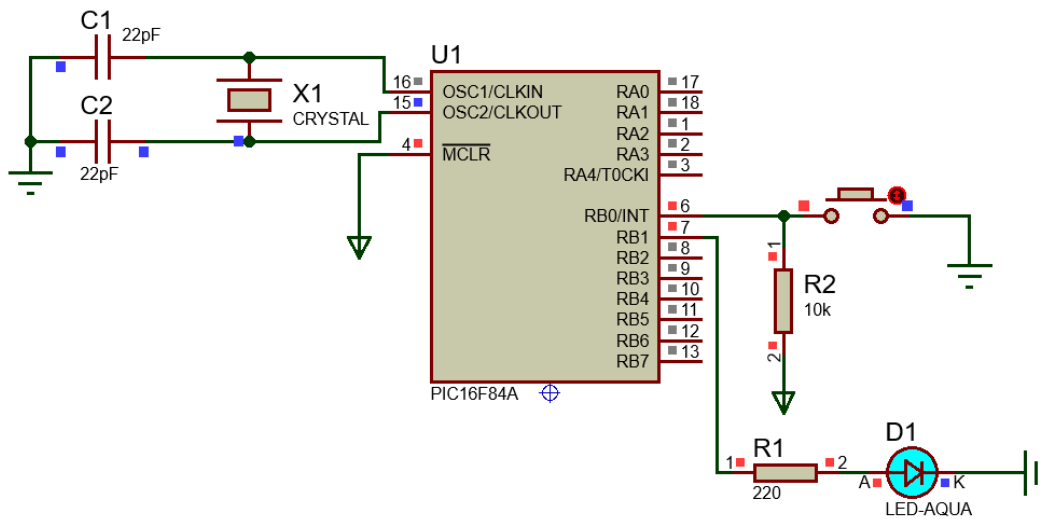 C1
22pF
C2
22pF
X1
CRYSTAL
U1
16
OSC1/CLKIN
15
OSC2/CLKOUT
4
MCLR
RA0
17
RA1
18
RA2
1
RA3
2
RA4/T0CKI
3
RB0/INT
6
RB1
7
RB2
8
RB3
9
RB4
10
RB5
11
RB6
12
RB7
13
PIC16F84A
1
R2
10k
2
R1
1
2
220
D1
A
K
LED-AQUA